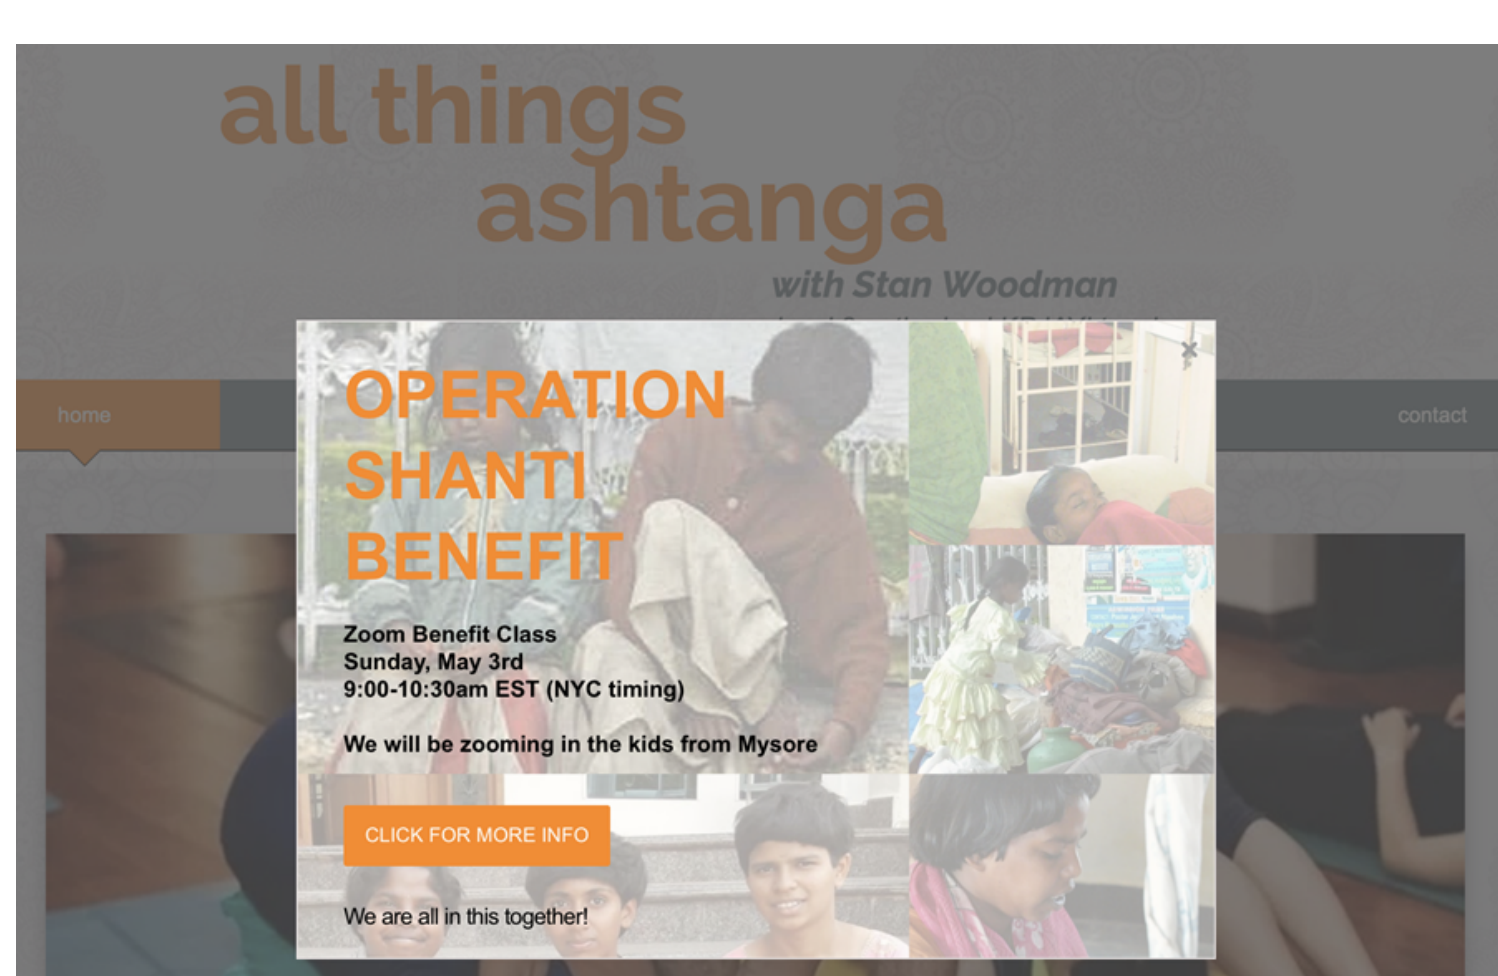 all things
ashtanga
with Stan Woodman
home
contact
×
OPERATION
SHANTI
BENEFIT
Zoom Benefit Class
Sunday, May 3rd
9:00-10:30am EST (NYC timing)
We will be zooming in the kids from Mysore
CLICK FOR MORE INFO
We are all in this together!